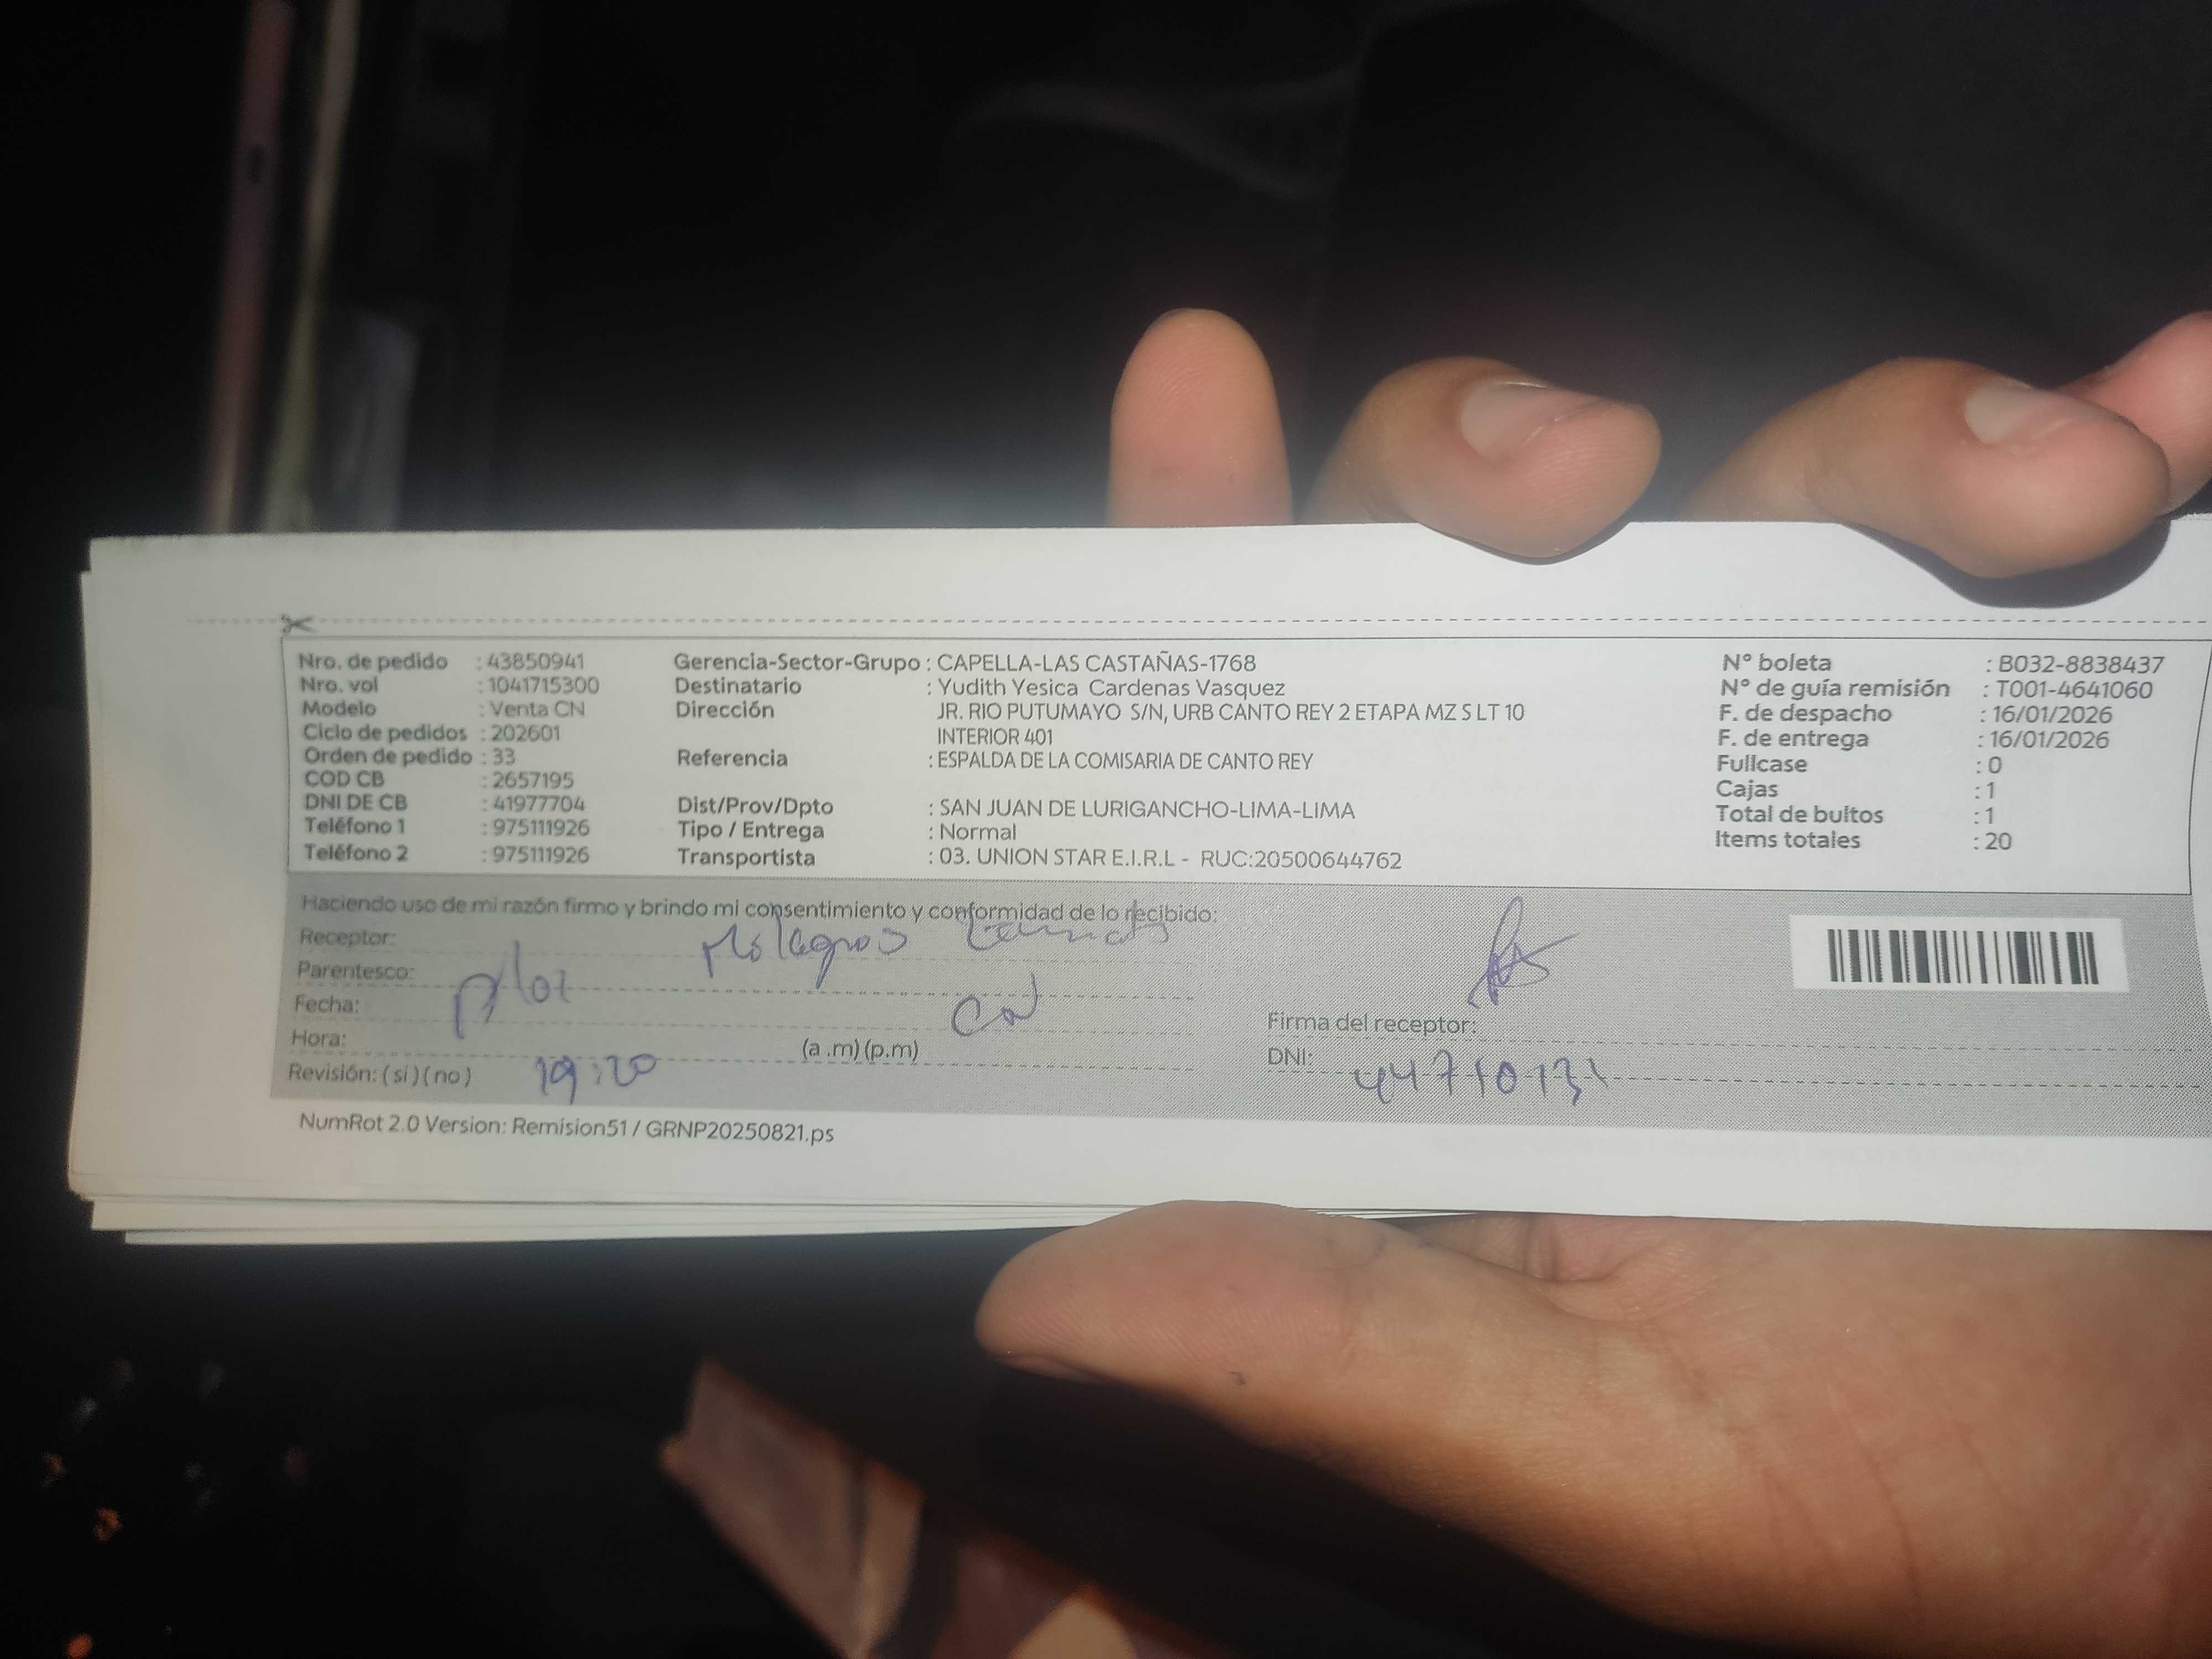 Nro. de pedido : 43850941 Gerencia-Sector-Grupo : CAPELLA-LAS CASTAÑAS-1768 N° boleta : B032-8838437
Nro. vol : 1041715300 Destinatario : Yudith Yesica Cardenas Vasquez N° de guía remisión : T001-4641060
Modelo : Venta CN Dirección JR. RIO PUTUMAYO S/N, URB CANTO REY 2 ETAPA MZ S LT 10 F. de despacho : 16/01/2026
Ciclo de pedidos : 202601 INTERIOR 401 F. de entrega : 16/01/2026
Orden de pedido : 33 Referencia : ESPALDA DE LA COMISARIA DE CANTO REY Fullcase : 0
COD CB : 2657195 Cajas : 1
DNI DE CB : 41977704 Dist/Prov/Dpto : SAN JUAN DE LURIGANCHO-LIMA-LIMA Total de bultos : 1
Teléfono 1 : 975111926 Tipo / Entrega : Normal Items totales : 20
Teléfono 2 : 975111926 Transportista : 03. UNION STAR E.I.R.L - RUC:20500644762
Haciendo uso de mi razón firmo y brindo mi consentimiento y conformidad de lo recibido:
Receptor: Milagros
Parentesco:
Fecha:
Firma del receptor:
Hora: (a .m) (p.m)
DNI:
Revisión: ( si ) ( no ) 19:20
NumRot 2.0 Version: Remision51 / GRNP20250821.ps